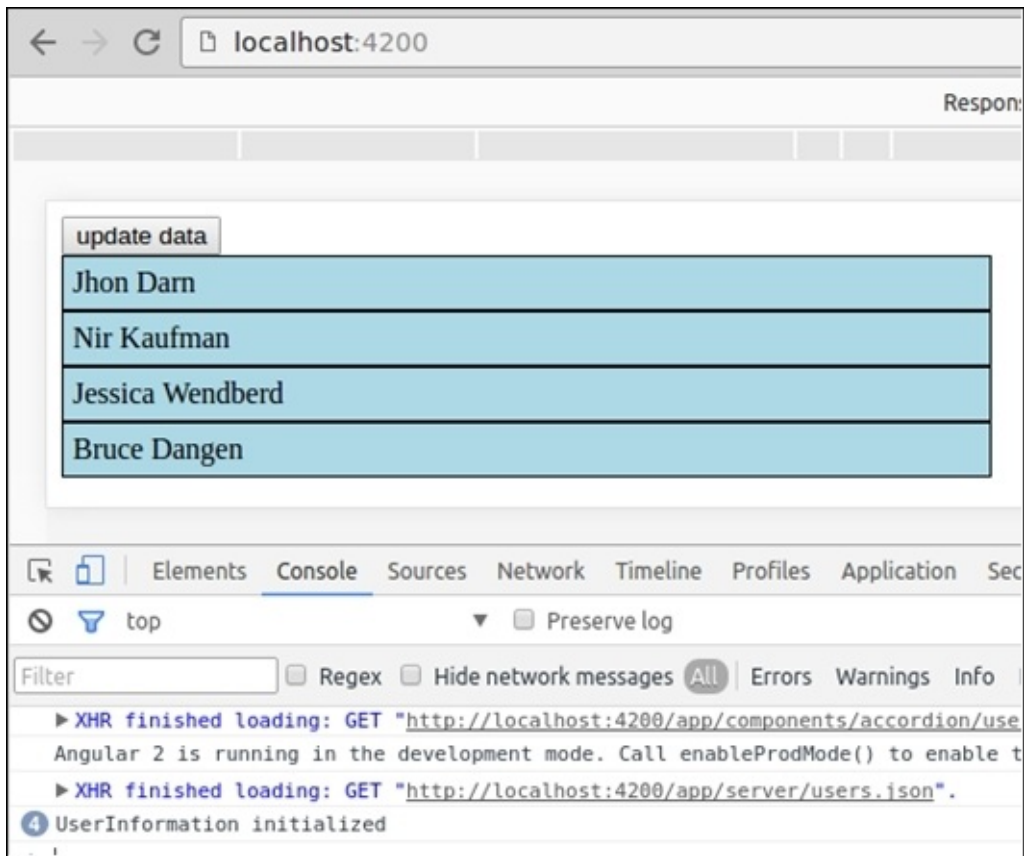 localhost:4200
Respon
update data
Jhon Darn
Nir Kaufman
Jessica Wendberd
Bruce Dangen
Elements Console Sources Network Timeline Profiles Application Sec
top ▼ Preserve log
Filter Regex Hide network messages All Errors Warnings Info
▶ XHR finished loading: GET "http://localhost:4200/app/components/accordion/use
Angular 2 is running in the development mode. Call enableProdMode() to enable t
▶ XHR finished loading: GET "http://localhost:4200/app/server/users.json".
4 UserInformation initialized